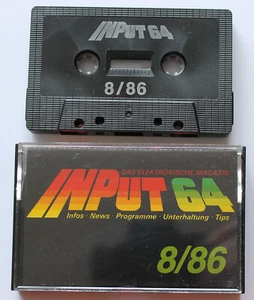 INPUT 64
8/86
DAS ELEKTRONISCHE MAGAZIN
INPUT 64
Infos · News · Programme · Unterhaltung · Tips
8/86